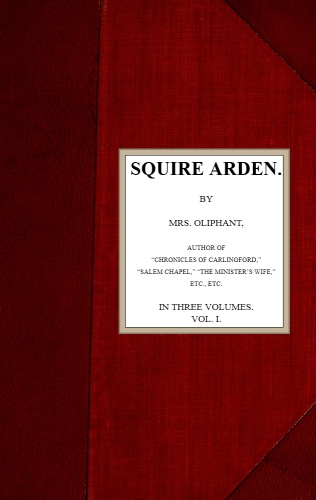 SQUIRE ARDEN.
BY
MRS. OLIPHANT,
AUTHOR OF
“CHRONICLES OF CARLINGFORD,”
“SALEM CHAPEL,” “THE MINISTER’S WIFE,”
ETC., ETC.
IN THREE VOLUMES.
VOL. I.